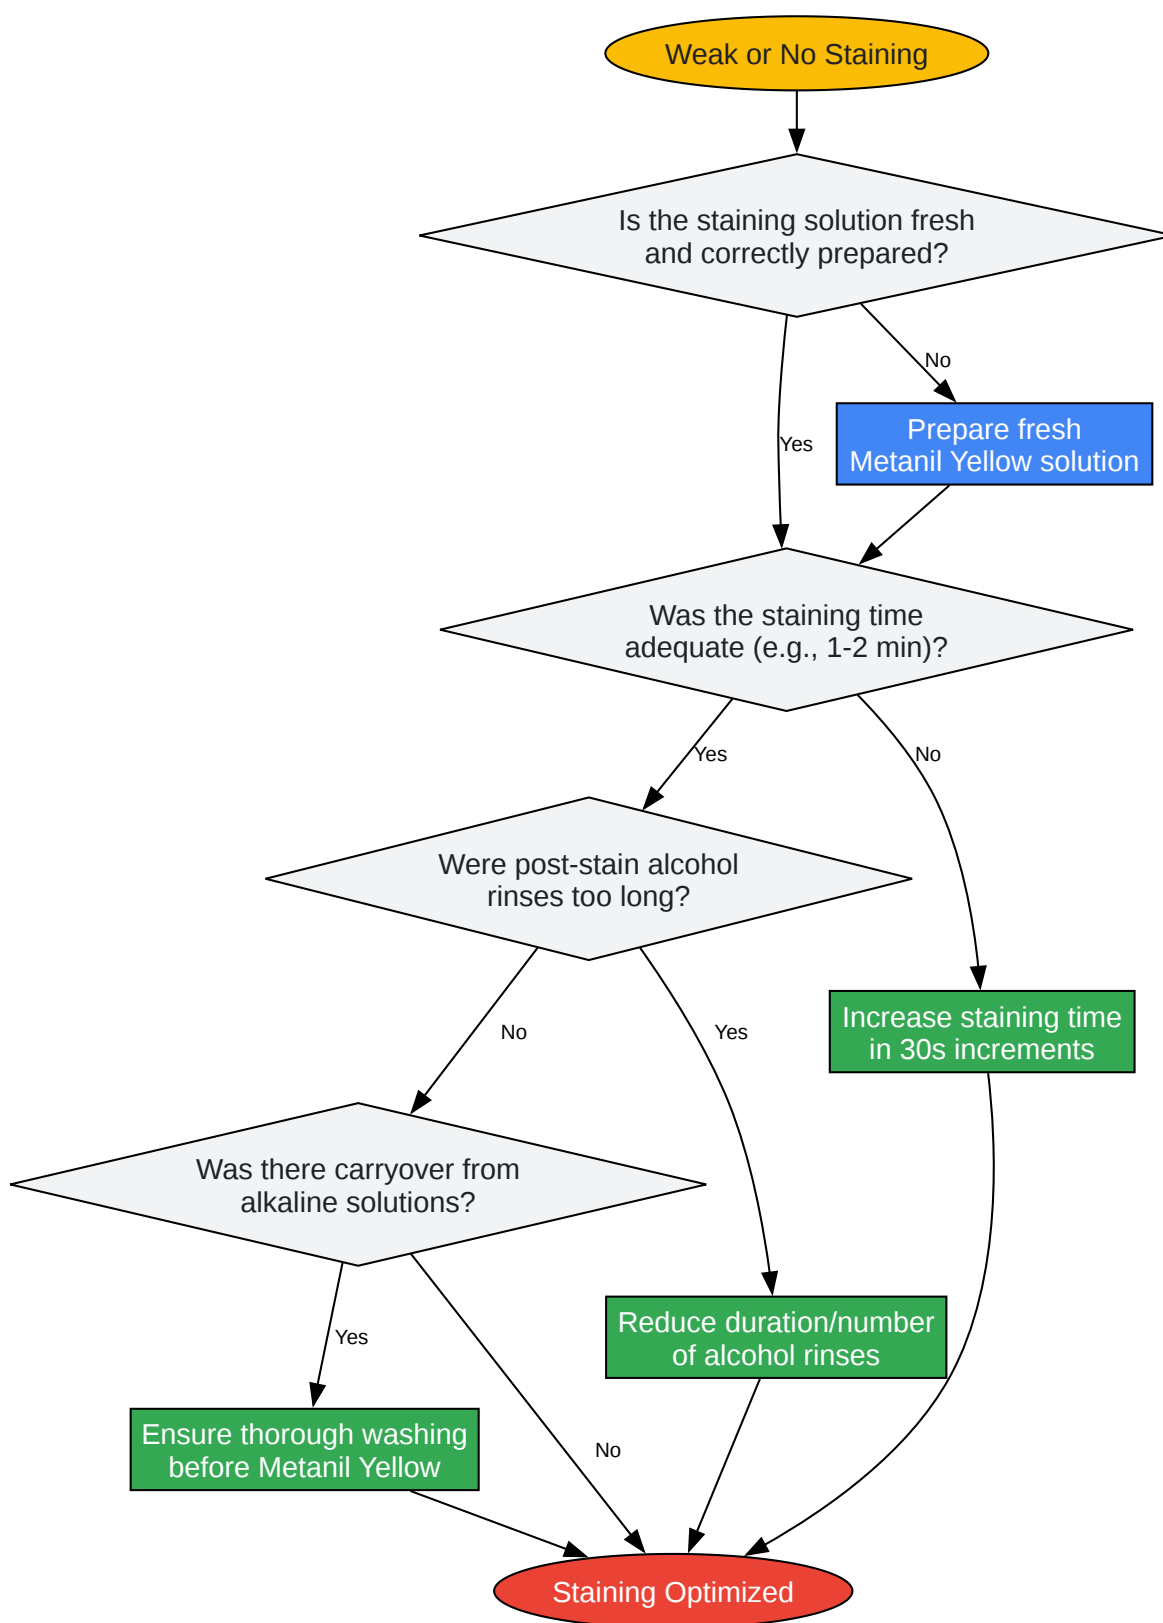 Weak or No Staining
Is the staining solution fresh
and correctly prepared?
No
Prepare fresh
Metanil Yellow solution
Yes
Was the staining time
adequate (e.g., 1-2 min)?
Yes
No
Were post-stain alcohol
rinses too long?
No
Yes
Increase staining time
in 30s increments
Was there carryover from
alkaline solutions?
Yes
Reduce duration/number
of alcohol rinses
Ensure thorough washing
before Metanil Yellow
No
Staining Optimized